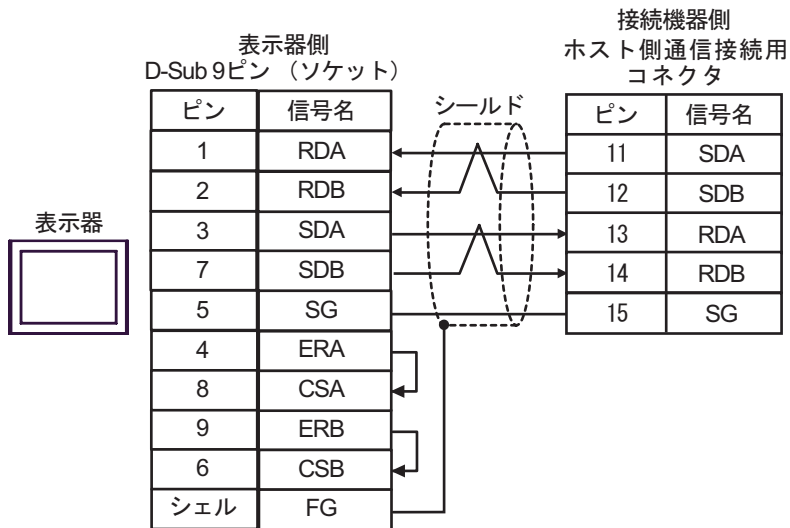 表示器側
D-Sub 9ピン （ソケット）
接続機器側
ホスト側通信接続用
コネクタ
シールド
表示器
ピン 信号名
1 RDA
2 RDB
3 SDA
7 SDB
5 SG
4 ERA
8 CSA
9 ERB
6 CSB
シェル FG
ピン 信号名
11 SDA
12 SDB
13 RDA
14 RDB
15 SG